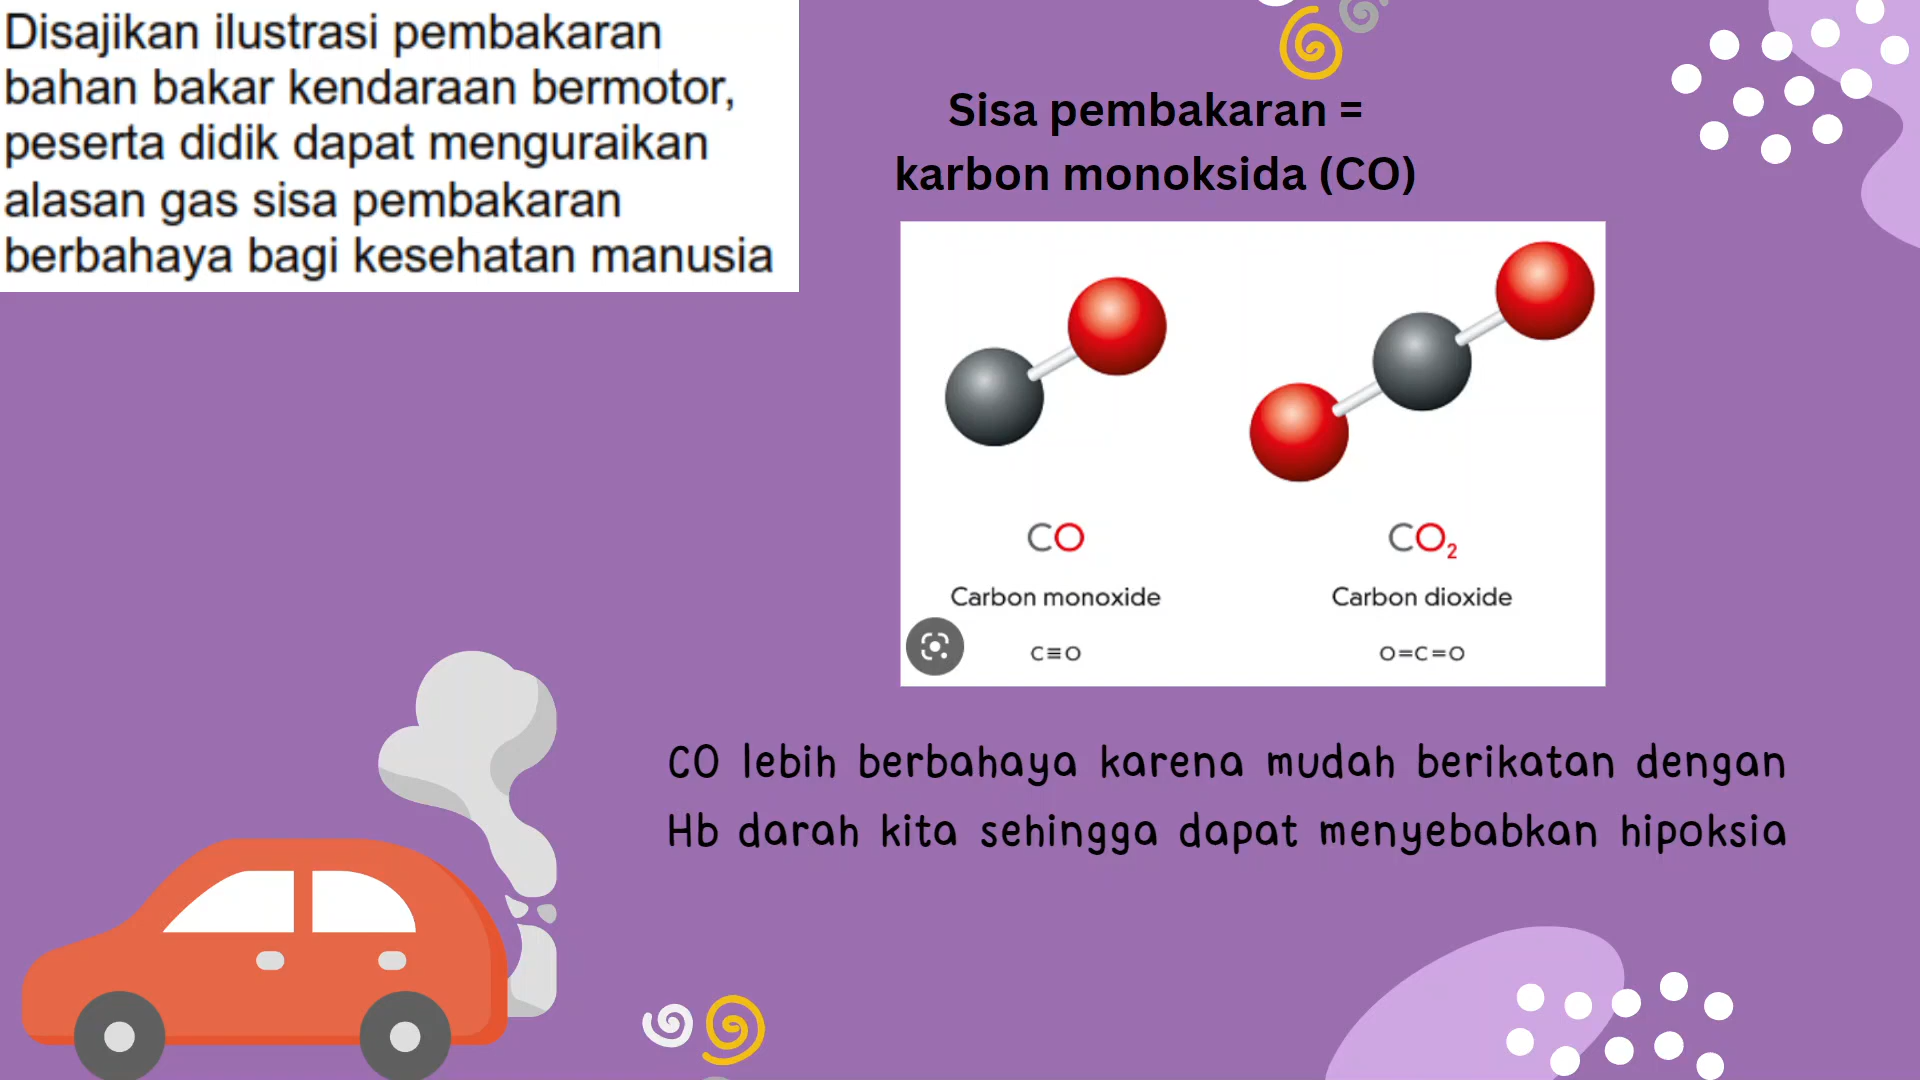 Disajikan ilustrasi pembakaran
bahan bakar kendaraan bermotor,
peserta didik dapat menguraikan
alasan gas sisa pembakaran
berbahaya bagi kesehatan manusia
Sisa pembakaran =
karbon monoksida (CO)
CO
CO₂
Carbon monoxide
Carbon dioxide
C≡O
O=C=O
CO lebih berbahaya karena mudah berikatan dengan
Hb darah kita sehingga dapat menyebabkan hipoksia